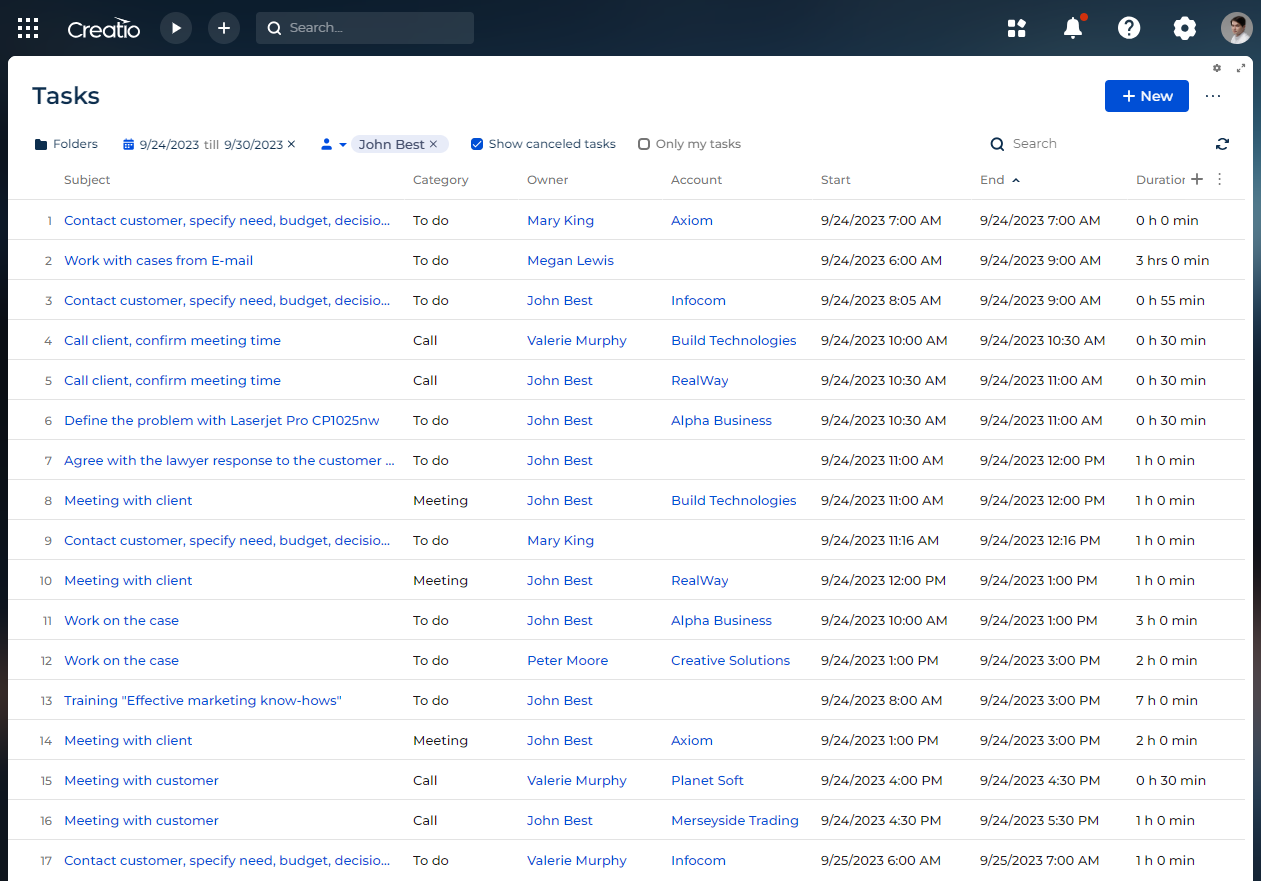 Creatio Search...
Tasks + New ...
Folders 9/24/2023 till 9/30/2023 × John Best × Show canceled tasks Only my tasks Search
Subject Category Owner Account Start End Duration
1 Contact customer, specify need, budget, decisio... To do Mary King Axiom 9/24/2023 7:00 AM 9/24/2023 7:00 AM 0 h 0 min
2 Work with cases from E-mail To do Megan Lewis 9/24/2023 6:00 AM 9/24/2023 9:00 AM 3 hrs 0 min
3 Contact customer, specify need, budget, decisio... To do John Best Infocom 9/24/2023 8:05 AM 9/24/2023 9:00 AM 0 h 55 min
4 Call client, confirm meeting time Call Valerie Murphy Build Technologies 9/24/2023 10:00 AM 9/24/2023 10:30 AM 0 h 30 min
5 Call client, confirm meeting time Call John Best RealWay 9/24/2023 10:30 AM 9/24/2023 11:00 AM 0 h 30 min
6 Define the problem with Laserjet Pro CP1025nw To do John Best Alpha Business 9/24/2023 10:30 AM 9/24/2023 11:00 AM 0 h 30 min
7 Agree with the lawyer response to the customer ... To do John Best 9/24/2023 11:00 AM 9/24/2023 12:00 PM 1 h 0 min
8 Meeting with client Meeting John Best Build Technologies 9/24/2023 11:00 AM 9/24/2023 12:00 PM 1 h 0 min
9 Contact customer, specify need, budget, decisio... To do Mary King 9/24/2023 11:16 AM 9/24/2023 12:16 PM 1 h 0 min
10 Meeting with client Meeting John Best RealWay 9/24/2023 12:00 PM 9/24/2023 1:00 PM 1 h 0 min
11 Work on the case To do John Best Alpha Business 9/24/2023 10:00 AM 9/24/2023 1:00 PM 3 h 0 min
12 Work on the case To do Peter Moore Creative Solutions 9/24/2023 1:00 PM 9/24/2023 3:00 PM 2 h 0 min
13 Training "Effective marketing know-hows" To do John Best 9/24/2023 8:00 AM 9/24/2023 3:00 PM 7 h 0 min
14 Meeting with client Meeting John Best Axiom 9/24/2023 1:00 PM 9/24/2023 3:00 PM 2 h 0 min
15 Meeting with customer Call Valerie Murphy Planet Soft 9/24/2023 4:00 PM 9/24/2023 4:30 PM 0 h 30 min
16 Meeting with customer Call John Best Merseyside Trading 9/24/2023 4:30 PM 9/24/2023 5:30 PM 1 h 0 min
17 Contact customer, specify need, budget, decisio... To do Valerie Murphy Infocom 9/25/2023 6:00 AM 9/25/2023 7:00 AM 1 h 0 min